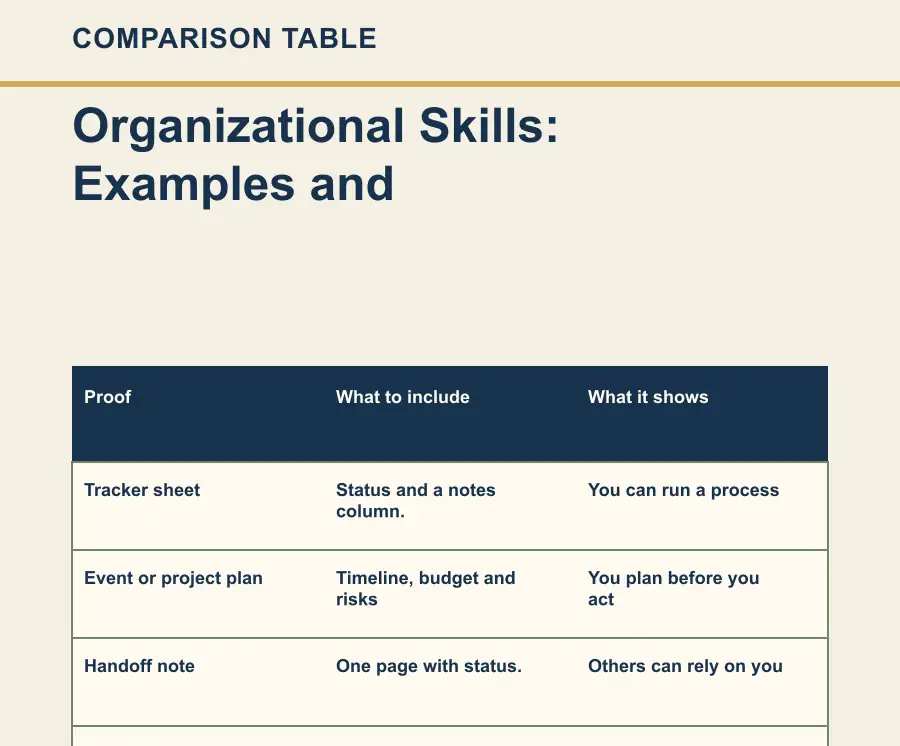 COMPARISON TABLE
Organizational Skills:
Examples and
Proof
What to include
What it shows
Tracker sheet
Status and a notes
column.
You can run a process
Event or project plan
Timeline, budget and
risks
You plan before you
act
Handoff note
One page with status.
Others can rely on you